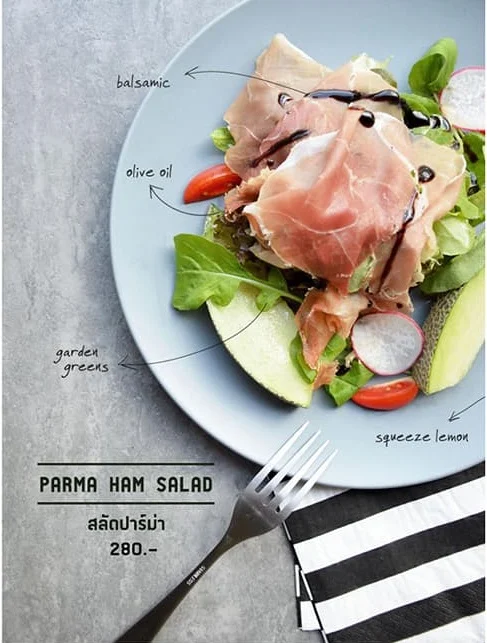 balsamic
olive oil
garden
greens
squeeze lemon
PARMA HAM SALAD
สลัดปาร์ม่า
280.-